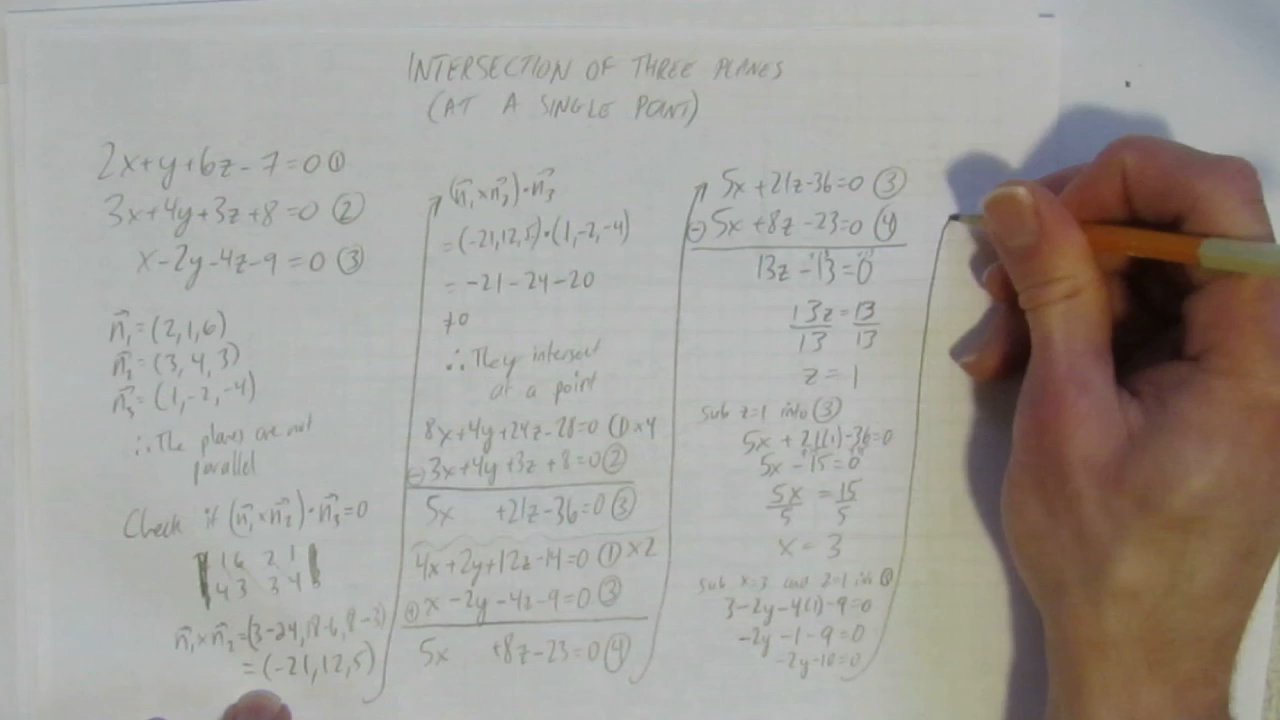 INTERSECTION OF THREE PLANES
(AT A SINGLE POINT)
2x+y+6z-7=0 ①
3x+4y+3z+8=0 ②
x-2y-4z-9=0 ③
n₁⃗=(2,1,6)
n₂⃗=(3,4,3)
n₃⃗=(1,-2,-4)
∴The planes are not
parallel
Check if (n₁⃗×n₂⃗)·n₃⃗=0
1 6 2 1
4 3 3 4
n₁⃗×n₂⃗=(3-24,18-6,8-3)
=(-21,12,5)
(n₁⃗×n₂⃗)·n₃⃗
=(-21,12,5)·(1,-2,-4)
=-21-24-20
≠0
∴They intersect
at a point
8x+4y+24z-28=0 ①×4
⊖3x+4y+3z+8=0 ②
5x +21z-36=0 ③
4x+2y+12z-14=0 ①×2
⊕x-2y-4z-9=0 ③
5x +8z-23=0 ④
5x+21z-36=0 ③
⊖5x+8z-23=0 ④
13z-13=0
13z=13
13 13
z=1
sub z=1 into ③
5x+21(1)-36=0
5x-15=0
5x=15
5 5
x=3
sub x=3 and z=1 into
3-2y-4(1)-9=0
-2y-1-9=0
-2y-10=0